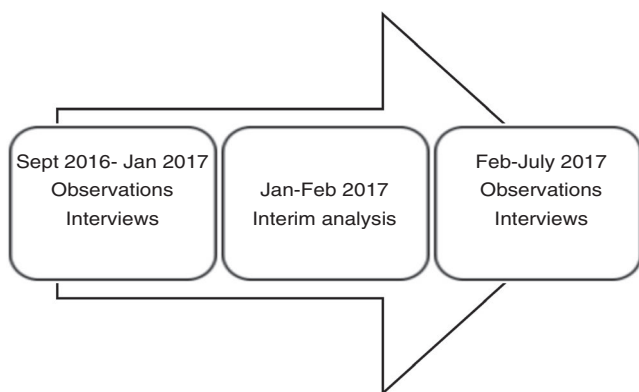 Sept 2016- Jan 2017
Observations
Interviews
Jan-Feb 2017
Interim analysis
Feb-July 2017
Observations
Interviews